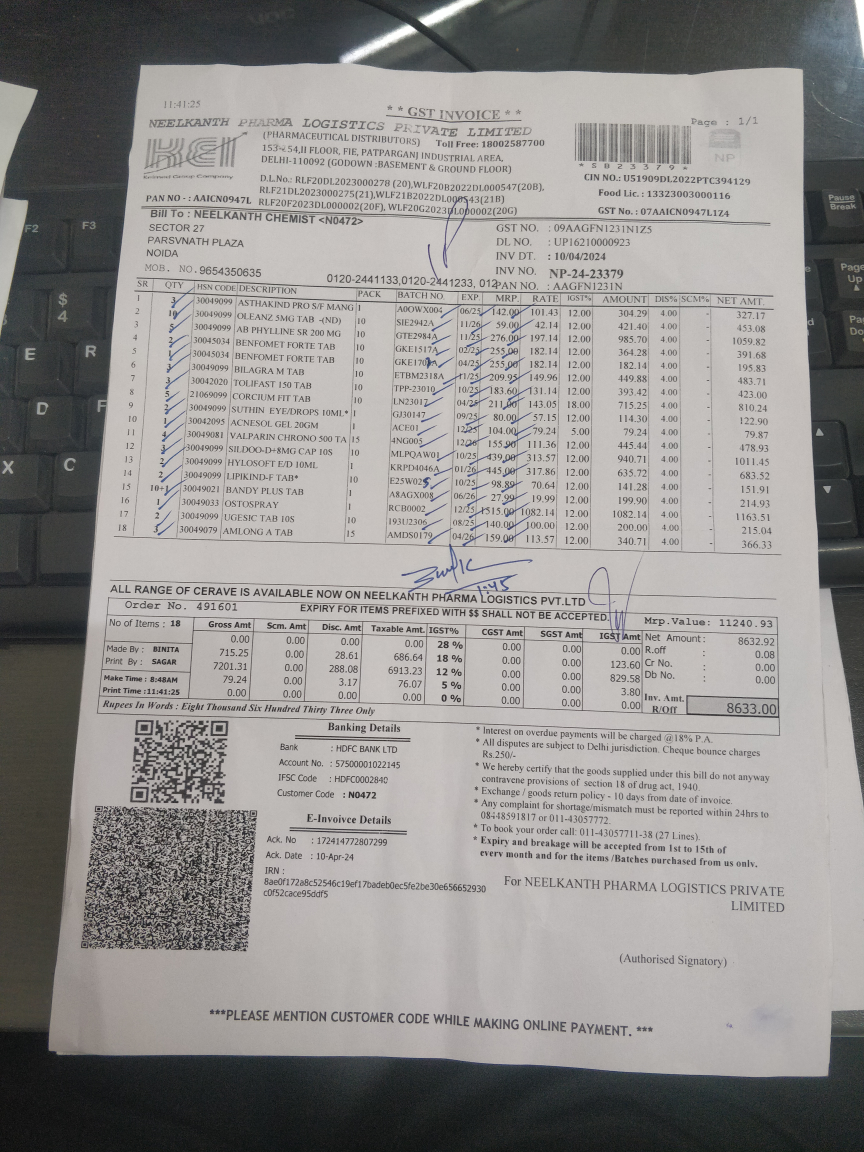 11:41:25
* * GST INVOICE * *
Page : 1/1
NEELKANTH PHARMA LOGISTICS PRIVATE LIMITED
(PHARMACEUTICAL DISTRIBUTORS) Toll Free: 18002587700
153-154,II FLOOR, FIE, PATPARGANJ INDUSTRIAL AREA,
DELHI-110092 (GODOWN :BASEMENT & GROUND FLOOR)
KCI
Neelkanth Group Company
D.L.No.: RLF20DL2023000278 (20),WLF20B2022DL000547(20B),
RLF21DL2023000275(21),WLF21B2022DL000543(21B)
RLF20F2023DL000002(20F), WLF20G2023DL000002(20G)
PAN NO - : AAICN0947L
* S B 2 3 3 7 9 *
NP
CIN NO.: U51909DL2022PTC394129
Food Lic. : 13323003000116
GST No. : 07AAICN0947L1Z4
Bill To : NEELKANTH CHEMIST <N0472>
SECTOR 27
PARSVNATH PLAZA
NOIDA
MOB. NO.9654350635
0120-2441133,0120-2441233, 012
GST NO. : 09AAGFN1231N1Z5
DL NO. : UP16210000923
INV DT. : 10/04/2024
INV NO. NP-24-23379
PAN NO. : AAGFN1231N
SR QTY HSN CODE DESCRIPTION PACK BATCH NO. EXP MRP. RATE IGST% AMOUNT DIS% SCM% NET AMT.
1 3 30049099 ASTHAKIND PRO S/F MANG 1 A0OWX004 06/25 142.00 101.43 12.00 304.29 4.00 - 327.17
2 10 30049099 OLEANZ 5MG TAB -(ND) 10 SIE2942A 11/26 59.00 42.14 12.00 421.40 4.00 - 453.08
3 5 30049099 AB PHYLLINE SR 200 MG 10 GTE2984A 11/25 276.00 197.14 12.00 985.70 4.00 - 1059.82
4 2 30045034 BENFOMET FORTE TAB 10 GKE1517A 02/25 255.00 182.14 12.00 364.28 4.00 - 391.68
5 1 30045034 BENFOMET FORTE TAB 10 04/25 255.00 182.14 12.00 182.14 4.00 - 195.83
6 3 30049099 BILAGRA M TAB 10 ETBM2318A 11/25 209.95 149.96 12.00 449.88 4.00 - 483.71
7 3 30042020 TOLIFAST 150 TAB 10 TPP-23010 10/25 183.60 131.14 12.00 393.42 4.00 - 423.00
8 5 21069099 CORCIUM FIT TAB 10 LN23017 04/25 211.00 143.05 18.00 715.25 4.00 - 810.24
9 2 30049099 SUTHIN EYE/DROPS 10ML* 1 GJ30147 09/25 80.00 57.15 12.00 114.30 4.00 - 122.90
10 1 30042095 ACNESOL GEL 20GM 1 ACE01 12/25 104.00 79.24 5.00 79.24 4.00 - 79.87
11 4 30049081 VALPARIN CHRONO 500 TA 15 4NG005 12/26 155.90 111.36 12.00 445.44 4.00 - 478.93
12 3 30049099 SILDOO-D+8MG CAP 10S 10 MLPQAW01 10/25 439.00 313.57 12.00 940.71 4.00 - 1011.45
13 2 30049099 HYLOSOFT E/D 10ML 1 KRPD4046A 01/26 445.00 317.86 12.00 635.72 4.00 - 683.52
14 2 30049099 LIPIKIND-F TAB* 10 10/25 98.89 70.64 12.00 141.28 4.00 - 151.91
15 10+1 30049021 BANDY PLUS TAB 1 A8AGX008 06/26 27.99 19.99 12.00 199.90 4.00 - 214.93
16 1 30049033 OSTOSPRAY 1 RCB0002 12/25 1515.00 1082.14 12.00 1082.14 4.00 - 1163.51
17 2 30049099 UGESIC TAB 10S 10 193U2306 08/25 140.00 100.00 12.00 200.00 4.00 - 215.04
18 3 30049079 AMLONG A TAB 15 AMDS0179 04/26 159.00 113.57 12.00 340.71 4.00 - 366.33
1:45
ALL RANGE OF CERAVE IS AVAILABLE NOW ON NEELKANTH PHARMA LOGISTICS PVT.LTD
Order No. 491601 EXPIRY FOR ITEMS PREFIXED WITH $$ SHALL NOT BE ACCEPTED. Mrp.Value: 11240.93
No of Items : 18 Gross Amt Scm. Amt Disc. Amt Taxable Amt. IGST% CGST Amt SGST Amt IGST Amt
0.00 0.00 0.00 0.00 28 % 0.00 0.00 0.00
715.25 0.00 28.61 686.64 18 % 0.00 0.00 123.60
7201.31 0.00 288.08 6913.23 12 % 0.00 0.00 829.58
79.24 0.00 3.17 76.07 5 % 0.00 0.00 3.80
0.00 0.00 0.00 0.00 0 % 0.00 0.00 0.00
Made By : BINITA
Print By : SAGAR
Make Time : 8:48AM
Print Time :11:41:25
Net Amount : 8632.92
R.off : 0.08
Cr No. : 0.00
Db No. : 0.00
Inv. Amt.
R/Off 8633.00
Rupees In Words : Eight Thousand Six Hundred Thirty Three Only
Banking Details
Bank : HDFC BANK LTD
Account No. : 57500001022145
IFSC Code : HDFC0002840
Customer Code : N0472
E-Invoivce Details
Ack. No : 172414772807299
Ack. Date : 10-Apr-24
IRN :
8ae0f172a8c52546c19ef17badeb0ec5fe2be30e656652930
c0f52cace95ddf5
* Interest on overdue payments will be charged @18% P.A.
* All disputes are subject to Delhi jurisdiction. Cheque bounce charges
Rs.250/-
* We hereby certify that the goods supplied under this bill do not anyway
contravene provisions of section 18 of drug act, 1940.
* Exchange / goods return policy - 10 days from date of invoice.
* Any complaint for shortage/mismatch must be reported within 24hrs to
08448591817 or 011-43057772.
* To book your order call: 011-43057711-38 (27 Lines).
* Expiry and breakage will be accepted from 1st to 15th of
every month and for the items /Batches purchased from us only.
For NEELKANTH PHARMA LOGISTICS PRIVATE
LIMITED
(Authorised Signatory)
***PLEASE MENTION CUSTOMER CODE WHILE MAKING ONLINE PAYMENT. ***
Pause
Break
Page
Up
F2
F3
$
4
E
R
D
F
X
C